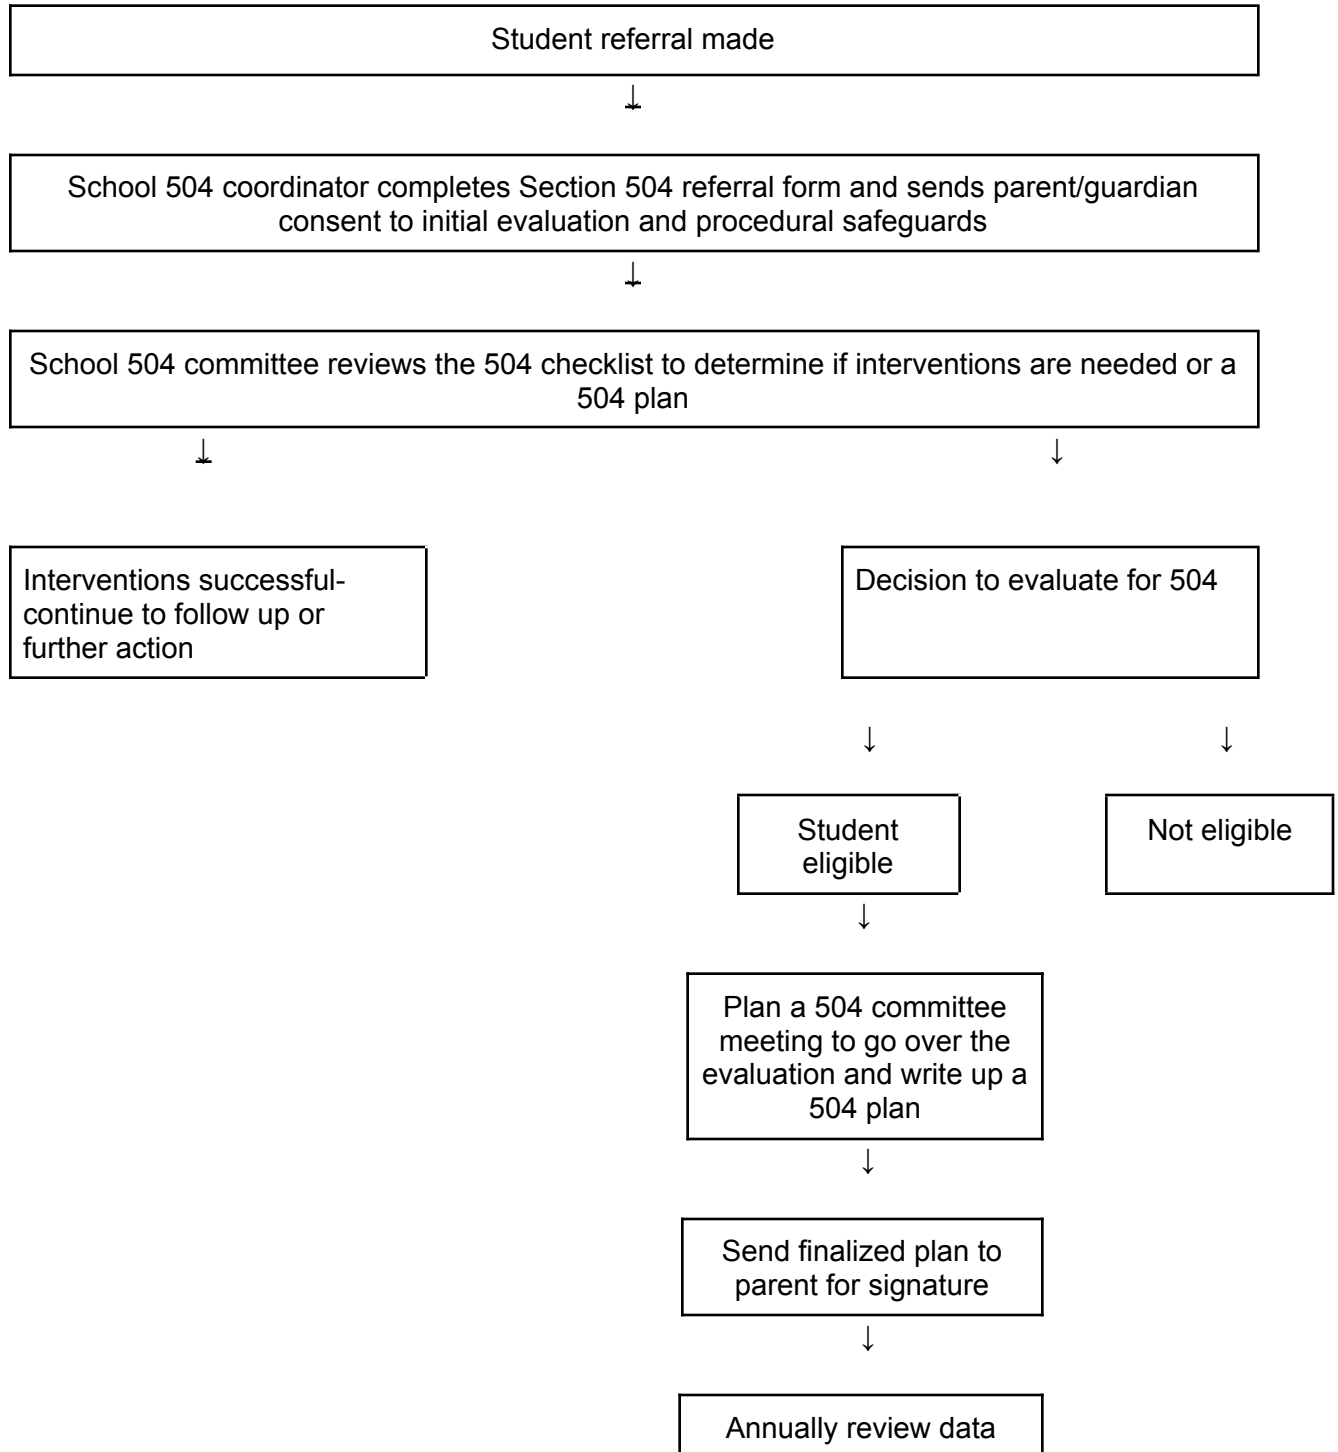 Student referral made
↓
School 504 coordinator completes Section 504 referral form and sends parent/guardian
consent to initial evaluation and procedural safeguards
↓
School 504 committee reviews the 504 checklist to determine if interventions are needed or a
504 plan
↓ ↓
Interventions successful-
continue to follow up or
further action
Decision to evaluate for 504
↓ ↓
Student
eligible
Not eligible
↓
Plan a 504 committee
meeting to go over the
evaluation and write up a
504 plan
↓
Send finalized plan to
parent for signature
↓
Annually review data